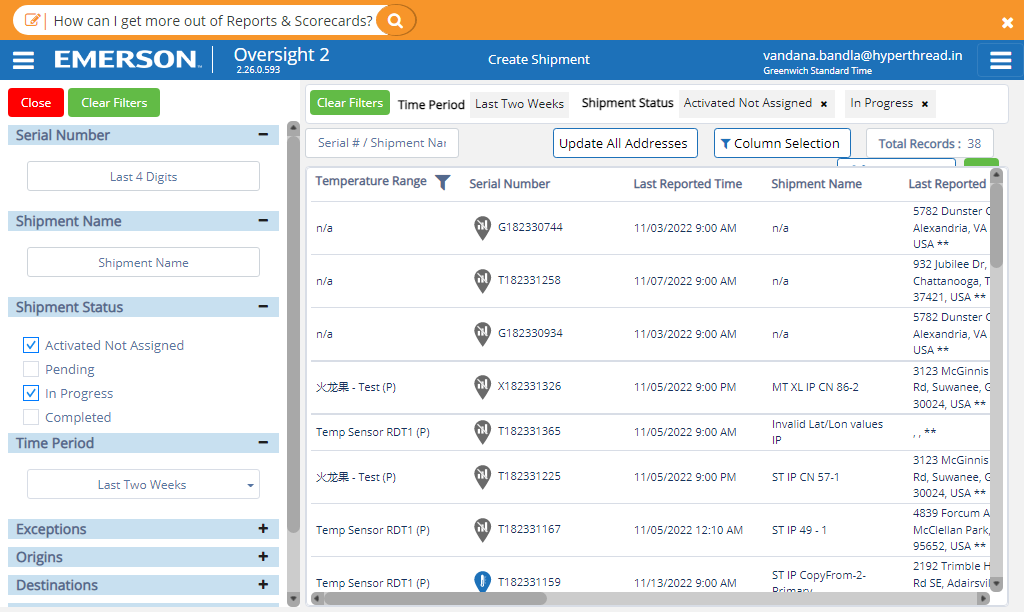 How can I get more out of Reports & Scorecards?
EMERSON
Oversight 2
2.26.0.593
Create Shipment
vandana.bandla@hyperthread.in
Greenwich Standard Time
Close
Clear Filters
Serial Number
Last 4 Digits
Shipment Name
Shipment Name
Shipment Status
Activated Not Assigned
Pending
In Progress
Completed
Time Period
Last Two Weeks
Exceptions
Origins
Destinations
Clear Filters
Time Period
Last Two Weeks
Shipment Status
Activated Not Assigned ×
In Progress ×
Serial # / Shipment Nar
Update All Addresses
Column Selection
Total Records : 38
Temperature Range Serial Number Last Reported Time Shipment Name Last Reported
n/a G182330744 11/03/2022 9:00 AM n/a
5782 Dunster C
Alexandria, VA
USA **
n/a T182331258 11/07/2022 9:00 AM n/a
932 Jubilee Dr,
Chattanooga, T
37421, USA **
n/a G182330934 11/03/2022 9:00 AM n/a
5782 Dunster C
Alexandria, VA
USA **
火龙果 - Test (P) X182331326 11/05/2022 9:00 PM MT XL IP CN 86-2
3123 McGinnis
Rd, Suwanee, G
30024, USA **
Temp Sensor RDT1 (P) T182331365 11/05/2022 9:00 AM
Invalid Lat/Lon values
IP
, , **
火龙果 - Test (P) T182331225 11/05/2022 9:00 PM ST IP CN 57-1
3123 McGinnis
Rd, Suwanee, G
30024, USA **
Temp Sensor RDT1 (P) T182331167 11/05/2022 12:10 AM ST IP 49 - 1
4839 Forcum A
McClellan Park,
95652, USA **
Temp Sensor RDT1 (P) T182331159 11/13/2022 9:00 AM
ST IP CopyFrom-2-
Primary
2192 Trimble H
Rd SE, Adairsvil